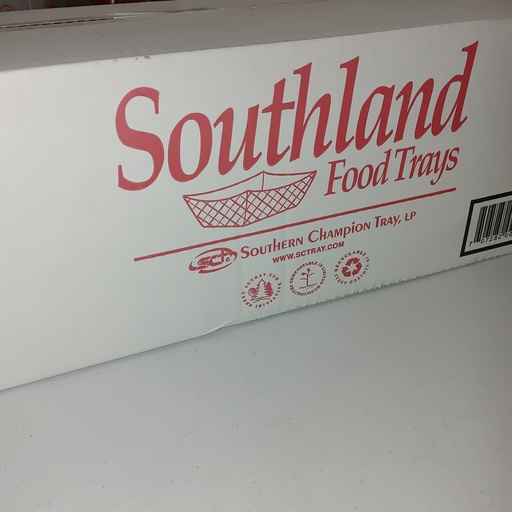 Southland
Food Trays
SCT
SOUTHERN CHAMPION TRAY, LP
WWW.SCTRAY.COM